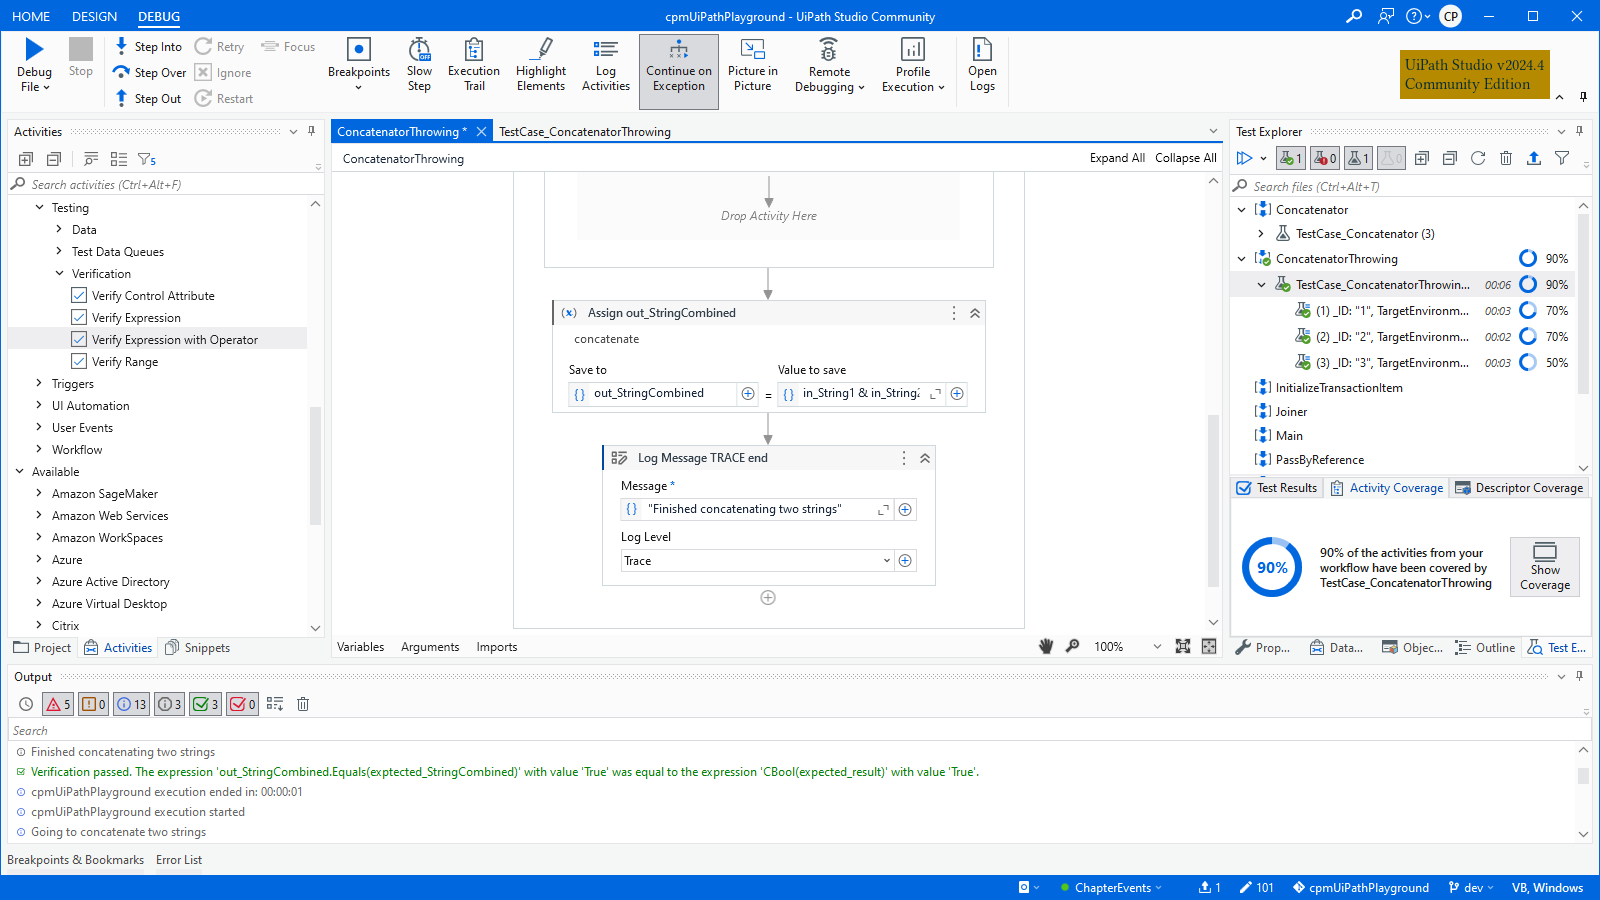 HOME DESIGN DEBUG
cpmUiPathPlayground - UiPath Studio Community
CP
Debug File
Stop
Step Into
Step Over
Step Out
Retry
Ignore
Restart
Focus
Breakpoints
Slow Step
Execution Trail
Highlight Elements
Log Activities
Continue on Exception
Picture in Picture
Remote Debugging
Profile Execution
Open Logs
UiPath Studio v2024.4
Community Edition
Activities
5
Search activities (Ctrl+Alt+F)
Testing
Data
Test Data Queues
Verification
Verify Control Attribute
Verify Expression
Verify Expression with Operator
Verify Range
Triggers
UI Automation
User Events
Workflow
Available
Amazon SageMaker
Amazon Web Services
Amazon WorkSpaces
Azure
Azure Active Directory
Azure Virtual Desktop
Citrix
Project Activities Snippets
ConcatenatorThrowing *
TestCase_ConcatenatorThrowing
ConcatenatorThrowing
Expand All Collapse All
Drop Activity Here
(x) Assign out_StringCombined
concatenate
Save to Value to save
{} out_StringCombined = {} in_String1 & in_String2
Log Message TRACE end
Message *
{} "Finished concatenating two strings"
Log Level
Trace
Variables Arguments Imports
100%
Test Explorer
1 0 1 0
Search files (Ctrl+Alt+T)
Concatenator
TestCase_Concatenator (3)
ConcatenatorThrowing 90%
TestCase_ConcatenatorThrowin... 00:06 90%
(1) _ID: "1", TargetEnvironm... 00:03 70%
(2) _ID: "2", TargetEnvironm... 00:02 70%
(3) _ID: "3", TargetEnvironm... 00:03 50%
InitializeTransactionItem
Joiner
Main
PassByReference
Test Results Activity Coverage Descriptor Coverage
90%
90% of the activities from your
workflow have been covered by
TestCase_ConcatenatorThrowing
Show Coverage
Prop... Data... Objec... Outline Test E...
Output
5 0 13 3 3 0
Search
Finished concatenating two strings
Verification passed. The expression 'out_StringCombined.Equals(exptected_StringCombined)' with value 'True' was equal to the expression 'CBool(expected_result)' with value 'True'.
cpmUiPathPlayground execution ended in: 00:00:01
cpmUiPathPlayground execution started
Going to concatenate two strings
Breakpoints & Bookmarks Error List
ChapterEvents 1 101 cpmUiPathPlayground dev VB, Windows